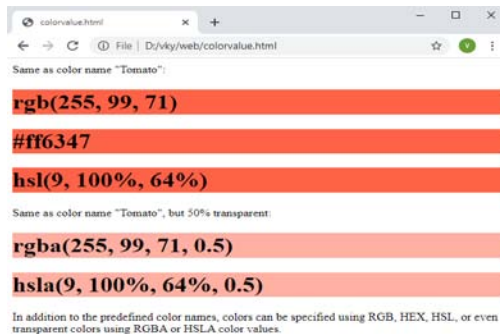 colorvalue.html
File | D:/vky/web/colorvalue.html
V
Same as color name "Tomato":
rgb(255, 99, 71)
#ff6347
hsl(9, 100%, 64%)
Same as color name "Tomato", but 50% transparent:
rgba(255, 99, 71, 0.5)
hsla(9, 100%, 64%, 0.5)
In addition to the predefined color names, colors can be specified using RGB, HEX, HSL, or even
transparent colors using RGBA or HSLA color values.